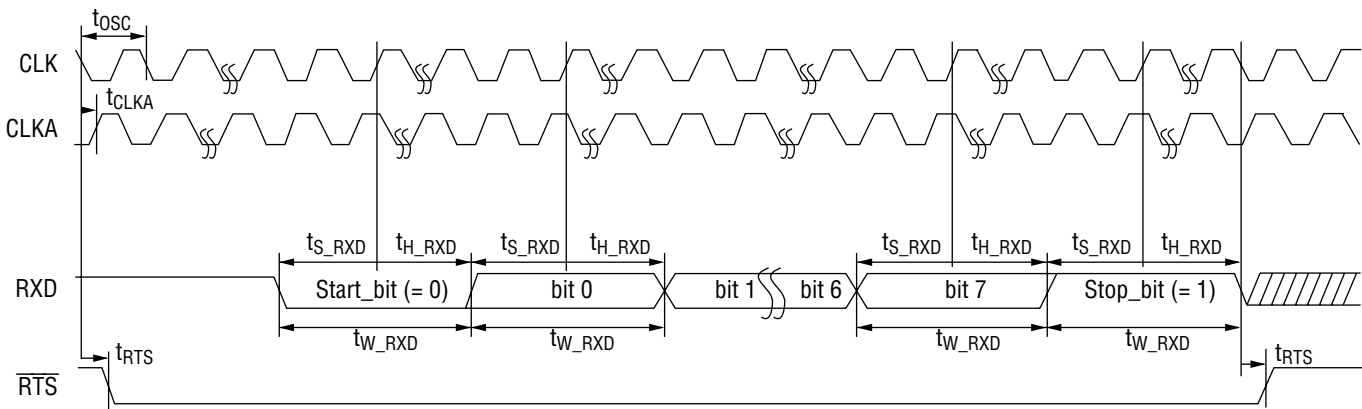 tOSC
CLK
tCLKA
CLKA
tS_RXD tH_RXD tS_RXD tH_RXD tS_RXD tH_RXD tS_RXD tH_RXD
RXD Start_bit (= 0) bit 0 bit 1 bit 6 bit 7 Stop_bit (= 1)
tW_RXD tW_RXD tW_RXD tW_RXD
tRTS tRTS
RTS